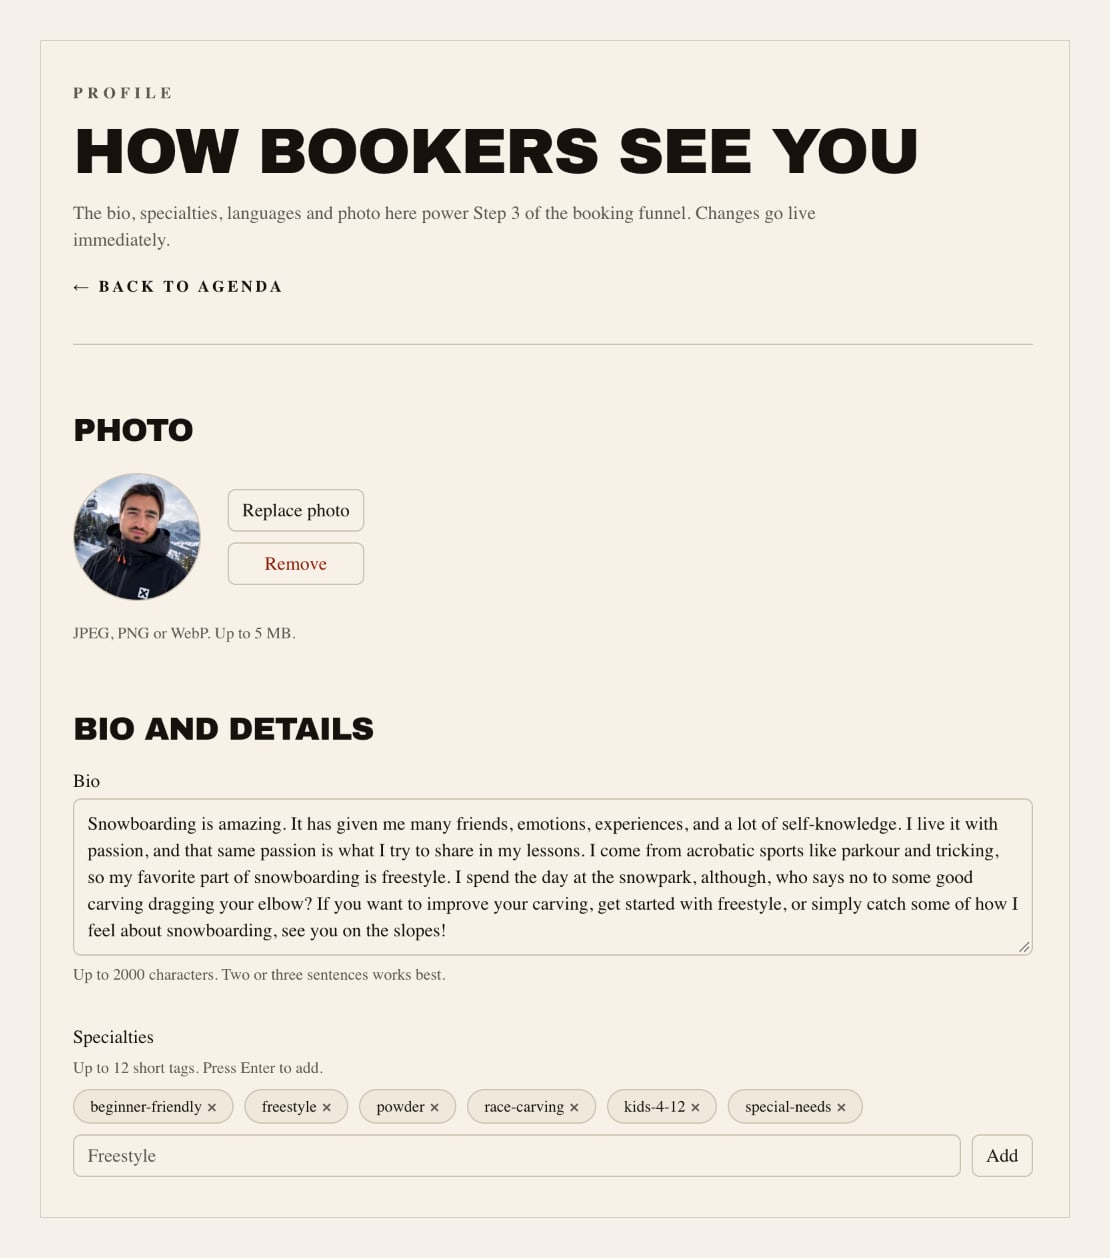 PROFILE
HOW BOOKERS SEE YOU
The bio, specialties, languages and photo here power Step 3 of the booking funnel. Changes go live
immediately.
← BACK TO AGENDA
PHOTO
Replace photo
Remove
JPEG, PNG or WebP. Up to 5 MB.
BIO AND DETAILS
Bio
Snowboarding is amazing. It has given me many friends, emotions, experiences, and a lot of self-knowledge. I live it with
passion, and that same passion is what I try to share in my lessons. I come from acrobatic sports like parkour and tricking,
so my favorite part of snowboarding is freestyle. I spend the day at the snowpark, although, who says no to some good
carving dragging your elbow? If you want to improve your carving, get started with freestyle, or simply catch some of how I
feel about snowboarding, see you on the slopes!
Up to 2000 characters. Two or three sentences works best.
Specialties
Up to 12 short tags. Press Enter to add.
beginner-friendly × freestyle × powder × race-carving × kids-4-12 × special-needs ×
Freestyle Add